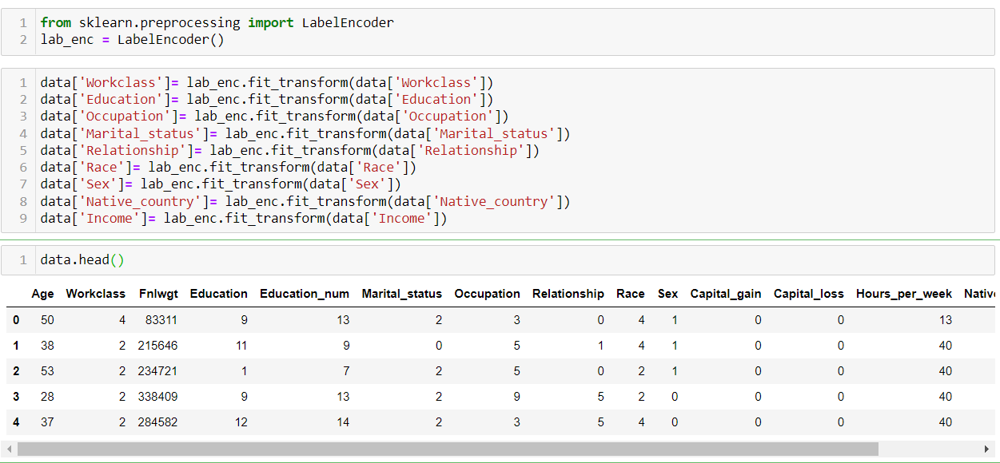 1 from sklearn.preprocessing import LabelEncoder
2 lab_enc = LabelEncoder()
1 data['Workclass']= lab_enc.fit_transform(data['Workclass'])
2 data['Education']= lab_enc.fit_transform(data['Education'])
3 data['Occupation']= lab_enc.fit_transform(data['Occupation'])
4 data['Marital_status']= lab_enc.fit_transform(data['Marital_status'])
5 data['Relationship']= lab_enc.fit_transform(data['Relationship'])
6 data['Race']= lab_enc.fit_transform(data['Race'])
7 data['Sex']= lab_enc.fit_transform(data['Sex'])
8 data['Native_country']= lab_enc.fit_transform(data['Native_country'])
9 data['Income']= lab_enc.fit_transform(data['Income'])
1 data.head()
Age Workclass Fnlwgt Education Education_num Marital_status Occupation Relationship Race Sex Capital_gain Capital_loss Hours_per_week Native
0 50 4 83311 9 13 2 3 0 4 1 0 0 13
1 38 2 215646 11 9 0 5 1 4 1 0 0 40
2 53 2 234721 1 7 2 5 0 2 1 0 0 40
3 28 2 338409 9 13 2 9 5 2 0 0 0 40
4 37 2 284582 12 14 2 3 5 4 0 0 0 40